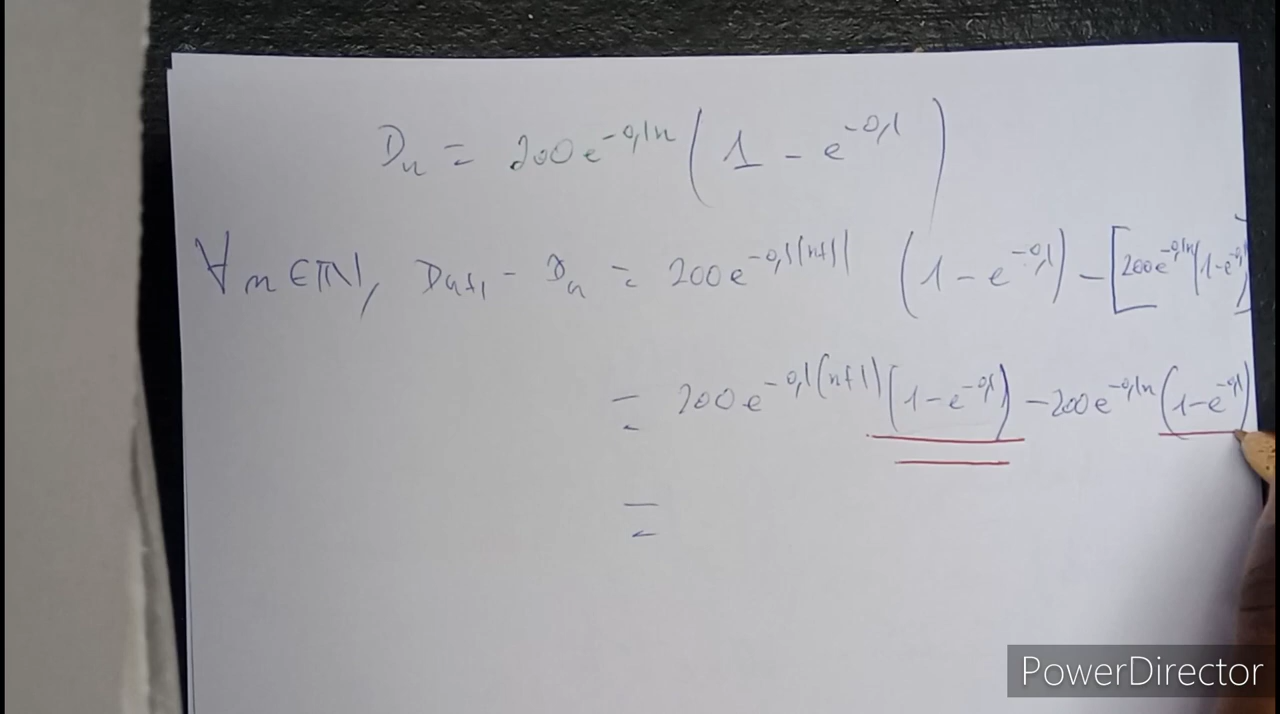 Dn = 200e^-0,1n (1 - e^-0,1)
∀n∈ℕ, Dn+1 - Dn = 200e^-0,1(n+1) (1 - e^-0,1) - [200e^-0,1n (1 - e^-0,1)]
= 200e^-0,1(n+1) (1 - e^-0,1) - 200e^-0,1n (1 - e^-0,1)
=
PowerDirector